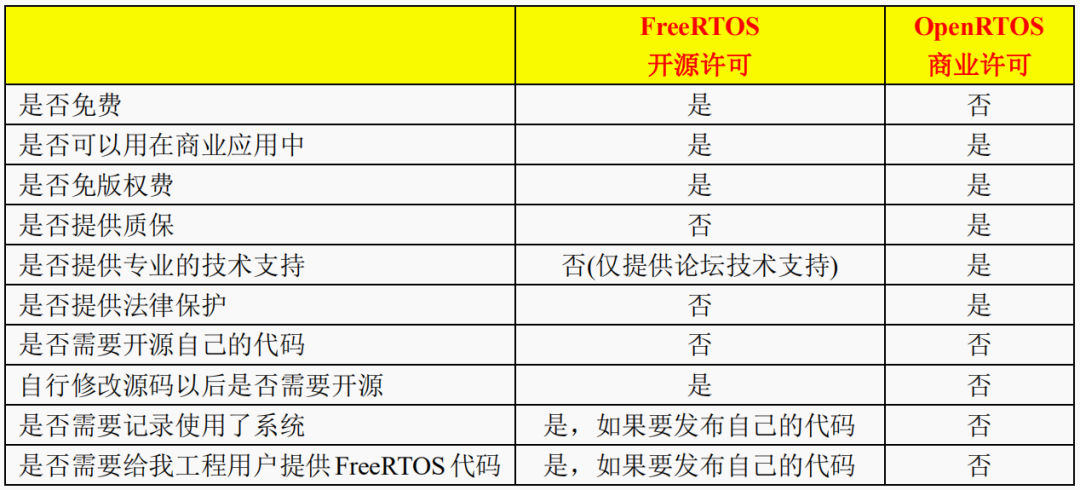 FreeRTOS OpenRTOS
开源许可 商业许可
是否免费 是 否
是否可以用在商业应用中 是 是
是否免版权费 是 是
是否提供质保 否 是
是否提供专业的技术支持 否(仅提供论坛技术支持) 是
是否提供法律保护 否 是
是否需要开源自己的代码 否 否
自行修改源码以后是否需要开源 是 否
是否需要记录使用了系统 是，如果要发布自己的代码 否
是否需要给我工程用户提供 FreeRTOS 代码 是，如果要发布自己的代码 否